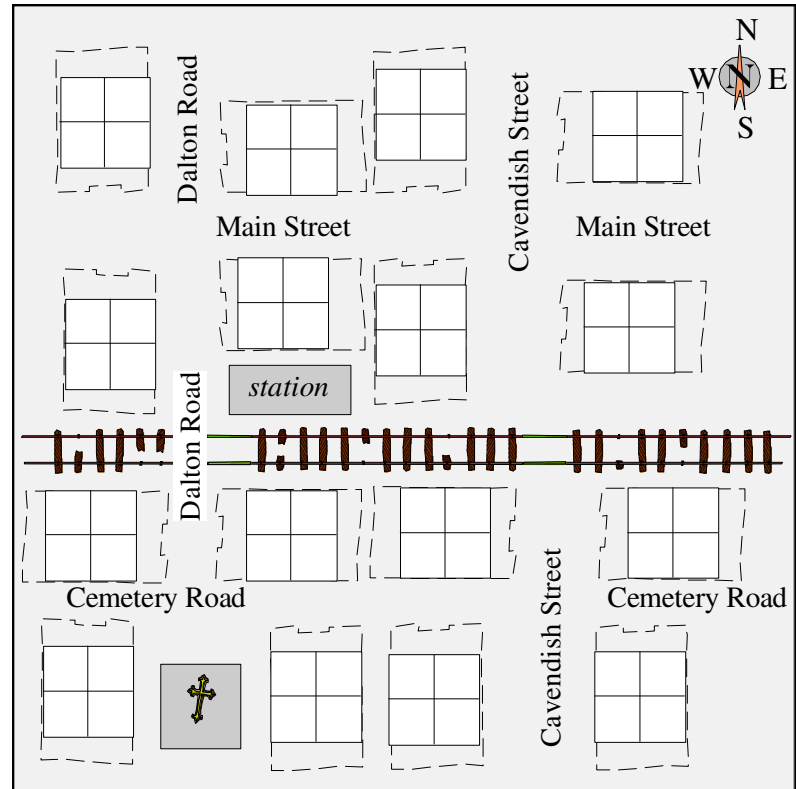 N
W N E
S
Dalton Road
Cavendish Street
Main Street
Main Street
station
Dalton Road
Cemetery Road
Cemetery Road
Cavendish Street